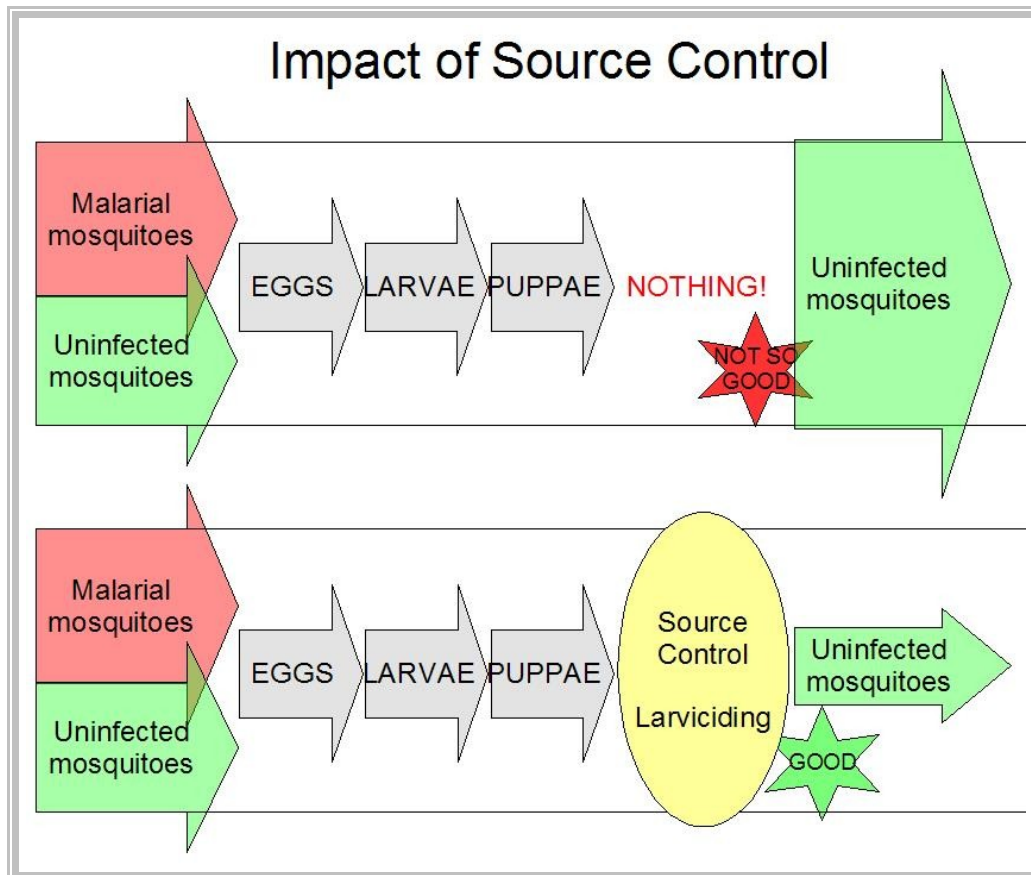 Impact of Source Control
Malarial
mosquitoes
Uninfected
mosquitoes
EGGS
LARVAE
PUPPAE
NOTHING!
NOT SO
GOOD
Uninfected
mosquitoes
Malarial
mosquitoes
Uninfected
mosquitoes
EGGS
LARVAE
PUPPAE
Source
Control
Larviciding
Uninfected
mosquitoes
GOOD